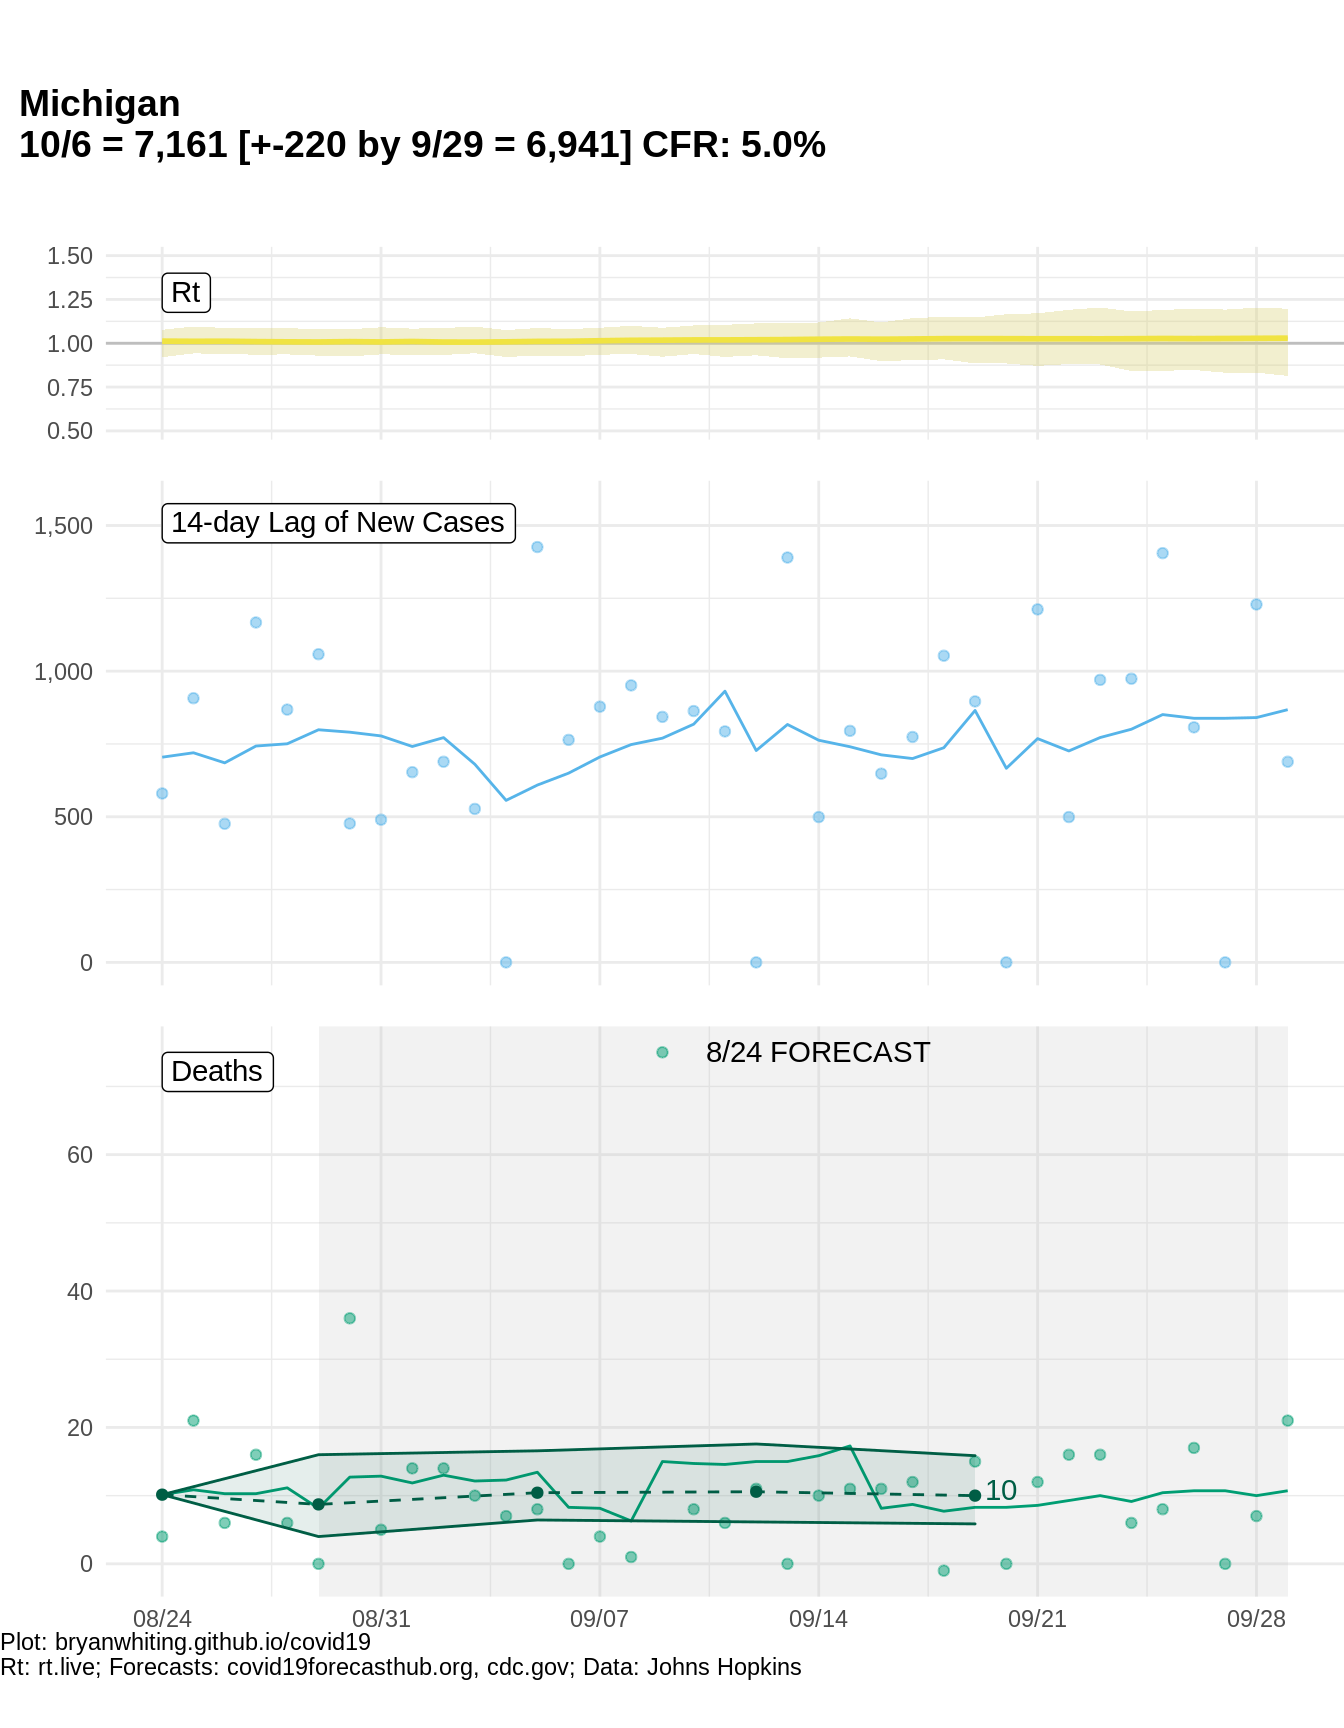 Michigan
10/6 = 7,161 [+-220 by 9/29 = 6,941] CFR: 5.0%
1.50
1.25
1.00
0.75
0.50
Rt
14-day Lag of New Cases
1,500
1,000
500
0
8/24 FORECAST
Deaths
60
40
20
0
10
08/24 08/31 09/07 09/14 09/21 09/28
Plot: bryanwhiting.github.io/covid19
Rt: rt.live; Forecasts: covid19forecasthub.org, cdc.gov; Data: Johns Hopkins